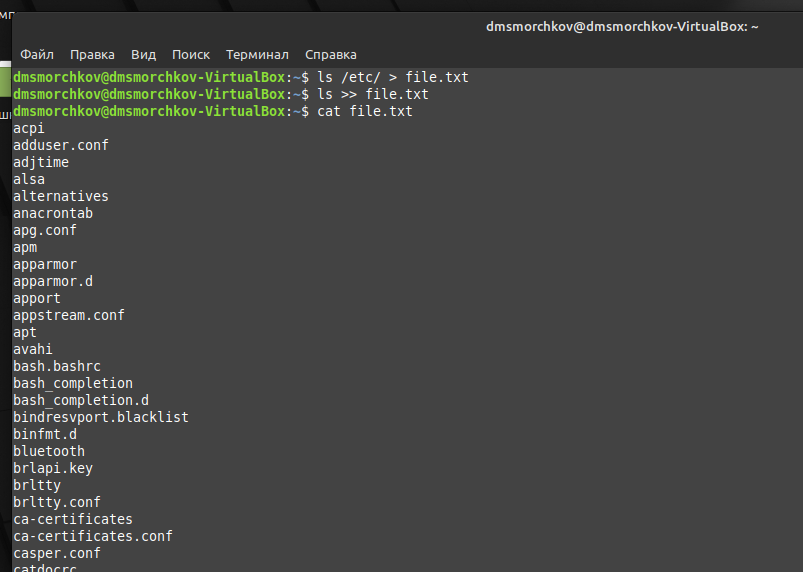 мп
dmsmorchkov@dmsmorchkov-VirtualBox: ~
Файл Правка Вид Поиск Терминал Справка
dmsmorchkov@dmsmorchkov-VirtualBox:~$ ls /etc/ > file.txt
dmsmorchkov@dmsmorchkov-VirtualBox:~$ ls >> file.txt
dmsmorchkov@dmsmorchkov-VirtualBox:~$ cat file.txt
acpi
adduser.conf
adjtime
alsa
alternatives
anacrontab
apg.conf
apm
apparmor
apparmor.d
apport
appstream.conf
apt
avahi
bash.bashrc
bash_completion
bash_completion.d
bindresvport.blacklist
binfmt.d
bluetooth
brlapi.key
brltty
brltty.conf
ca-certificates
ca-certificates.conf
casper.conf
catdocrc